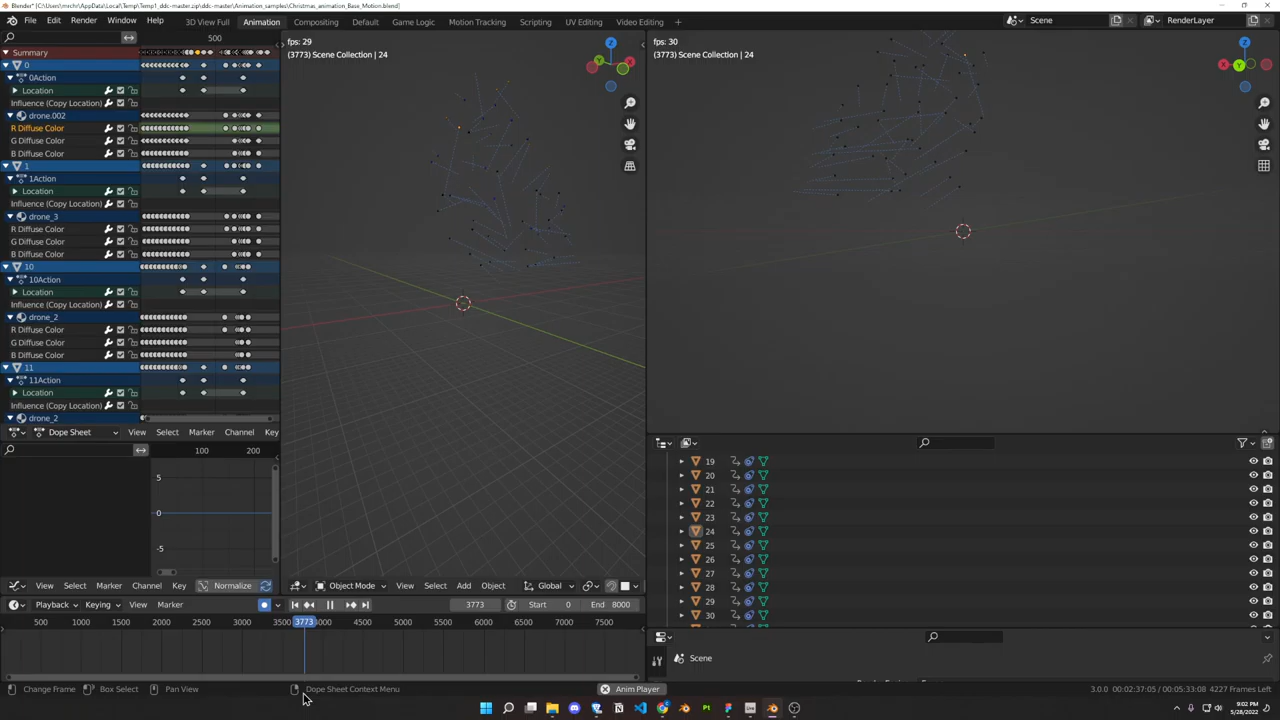 Blender* [C:\Users\mrchr\AppData\Local\Temp\Temp1_ddc-master.zip\ddc-master\Animation_samples\Christmas_animation_Base_Motion.blend]
File Edit Render Window Help 3D View Full Animation Compositing Default Game Logic Motion Tracking Scripting UV Editing Video Editing Scene RenderLayer
500
Summary
0
0Action
Location
Influence (Copy Location)
drone.002
R Diffuse Color
G Diffuse Color
B Diffuse Color
1
1Action
Location
Influence (Copy Location)
drone_3
R Diffuse Color
G Diffuse Color
B Diffuse Color
10
10Action
Location
Influence (Copy Location)
drone_2
R Diffuse Color
G Diffuse Color
B Diffuse Color
11
11Action
Location
Influence (Copy Location)
drone_2
Dope Sheet View Select Marker Channel Key
100 200
5
0
-5
View Select Marker Channel Key Normalize
fps: 29
(3773) Scene Collection | 24
Z
Y
X
Object Mode View Select Add Object Global
fps: 30
(3773) Scene Collection | 24
Z
X
Y
19
20
21
22
23
24
25
26
27
28
29
30
Scene
Playback Keying View Marker 3773 Start 0 End 8000
500 1000 1500 2000 2500 3000 3500 3773 4500 5000 5500 6000 6500 7000 7500
Change Frame Box Select Pan View Dope Sheet Context Menu Anim Player 3.0.0 00:02:37:05 / 00:05:33:08 4227 Frames Left
9:02 PM
5/28/2022